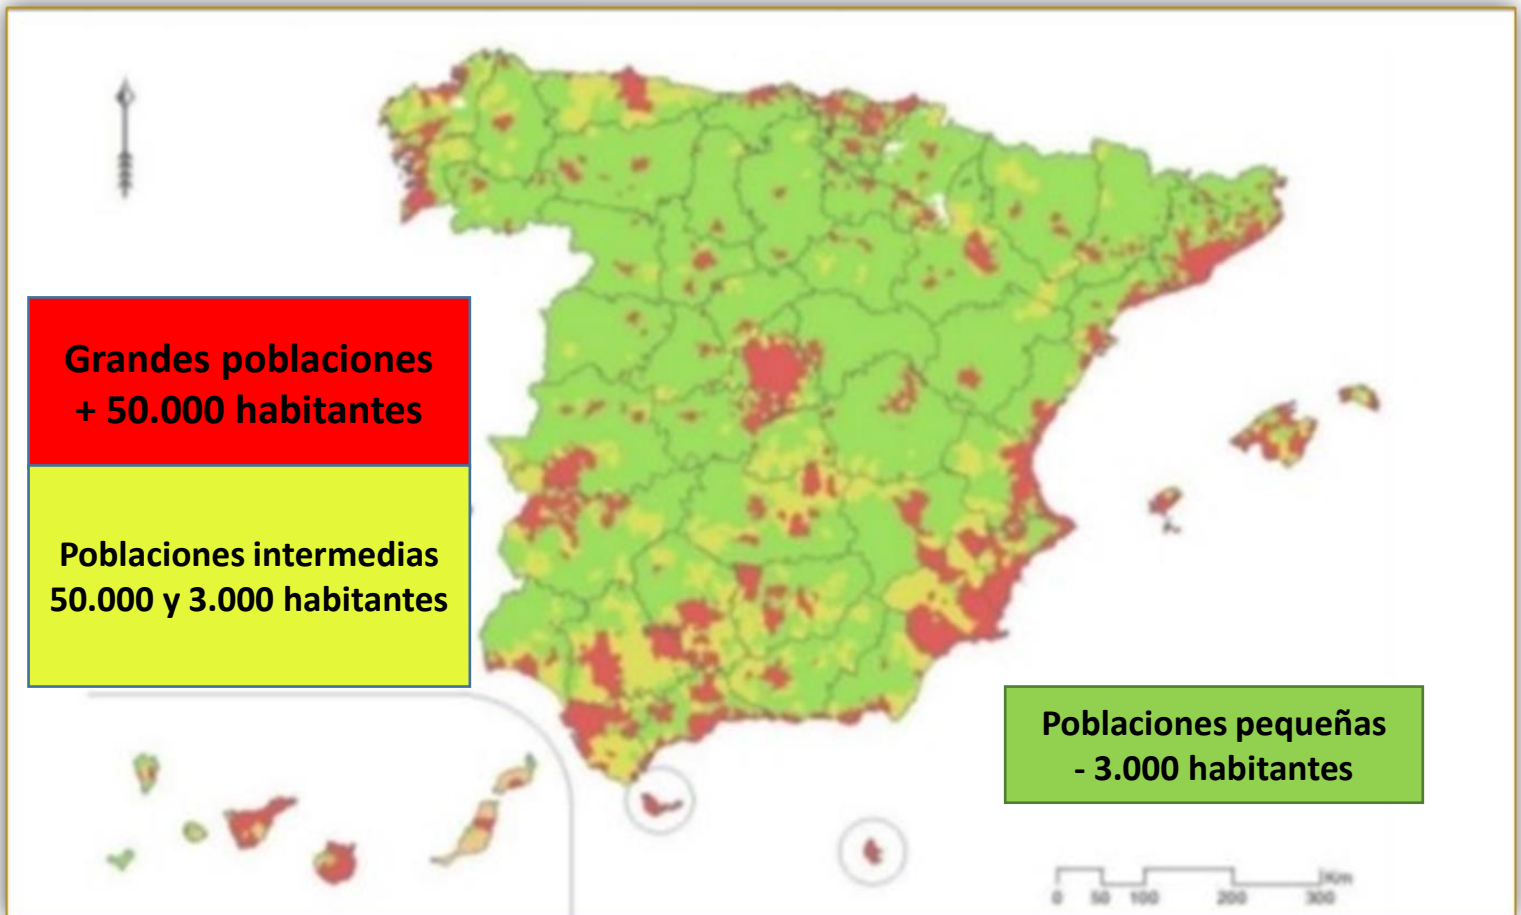 Grandes poblaciones
+ 50.000 habitantes
Poblaciones intermedias
50.000 y 3.000 habitantes
Poblaciones pequeñas
- 3.000 habitantes
Km
0 50 100 200 300